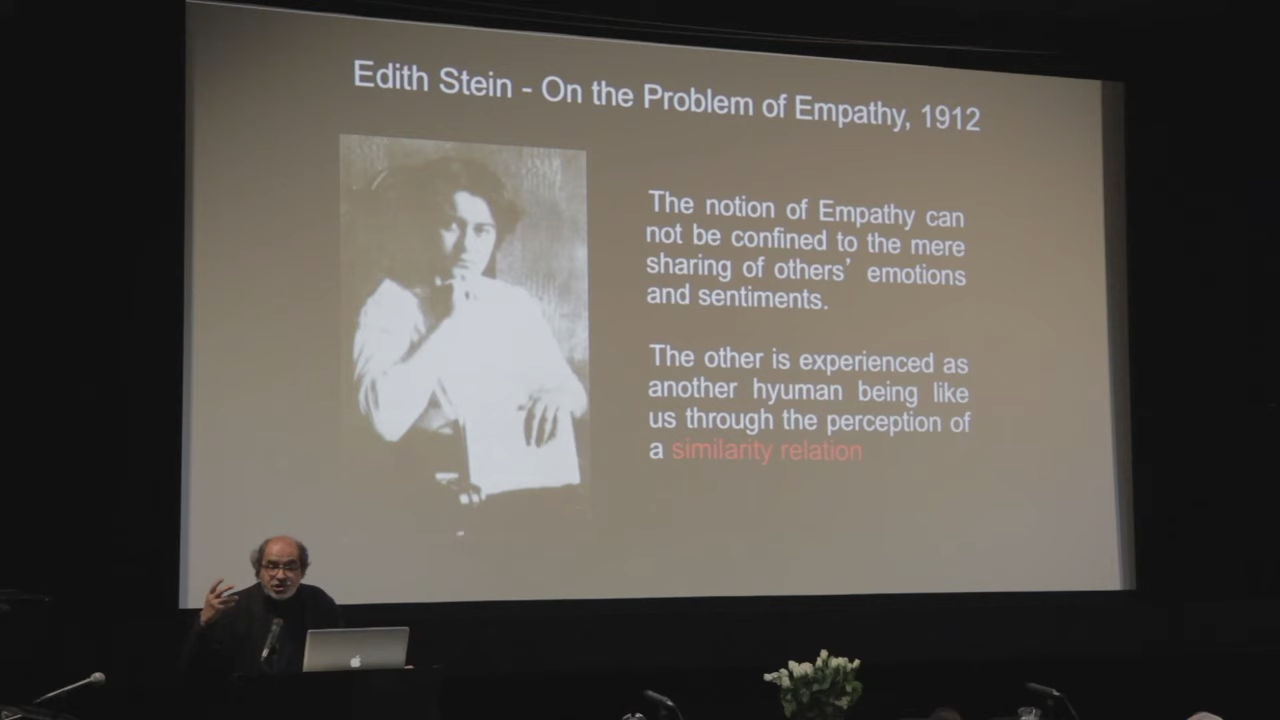 Edith Stein - On the Problem of Empathy, 1912
The notion of Empathy can
not be confined to the mere
sharing of others’ emotions
and sentiments.
The other is experienced as
another hyuman being like
us through the perception of
a similarity relation